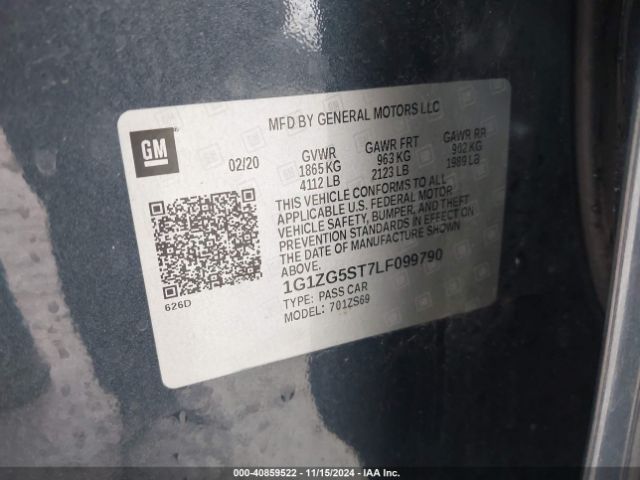 MFD BY GENERAL MOTORS LLC
GM
02/20
GVWR GAWR FRT GAWR RR
1865 KG 963 KG 902 KG
4112 LB 2123 LB 1989 LB
THIS VEHICLE CONFORMS TO ALL
APPLICABLE U.S. FEDERAL MOTOR
VEHICLE SAFETY, BUMPER, AND THEFT
PREVENTION STANDARDS IN EFFECT ON
THE DATE OF MANUFACTURE SHOWN
ABOVE.
1G1ZG5ST7LF099790
TYPE: PASS CAR
MODEL: 701ZS69
626D
000-40859522 - 11/15/2024 - IAA Inc.